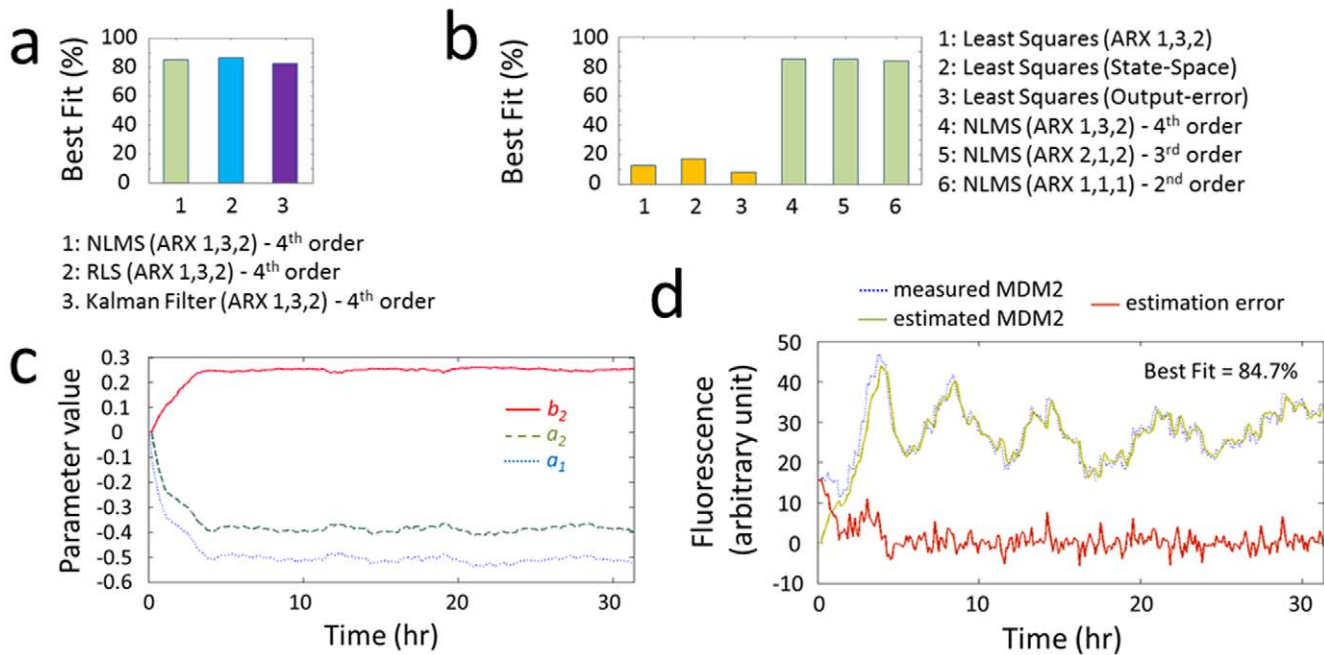 a
Best Fit (%)
100
80
60
40
20
0
1 2 3
1: NLMS (ARX 1,3,2) - 4th order
2: RLS (ARX 1,3,2) - 4th order
3. Kalman Filter (ARX 1,3,2) - 4th order
b
Best Fit (%)
100
80
60
40
20
0
1 2 3 4 5 6
1: Least Squares (ARX 1,3,2)
2: Least Squares (State-Space)
3: Least Squares (Output-error)
4: NLMS (ARX 1,3,2) - 4th order
5: NLMS (ARX 2,1,2) - 3rd order
6: NLMS (ARX 1,1,1) - 2nd order
c
Parameter value
0.3
0.2
0.1
0
-0.1
-0.2
-0.3
-0.4
-0.5
-0.6
b2
a2
a1
0 10 20 30
Time (hr)
d
measured MDM2
estimated MDM2
estimation error
Fluorescence
(arbitrary unit)
50
40
30
20
10
0
-10
Best Fit = 84.7%
0 10 20 30
Time (hr)